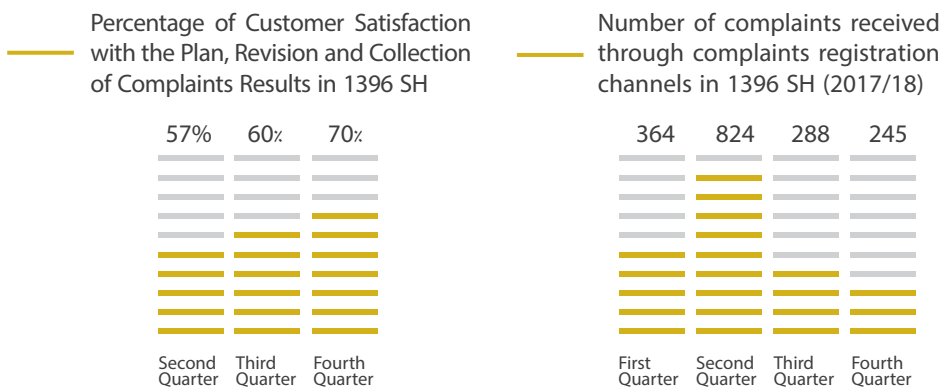 Percentage of Customer Satisfaction
with the Plan, Revision and Collection
of Complaints Results in 1396 SH
57% 60٪ 70٪
Second Quarter
Third Quarter
Fourth Quarter
Number of complaints received
through complaints registration
channels in 1396 SH (2017/18)
364 824 288 245
First Quarter
Second Quarter
Third Quarter
Fourth Quarter